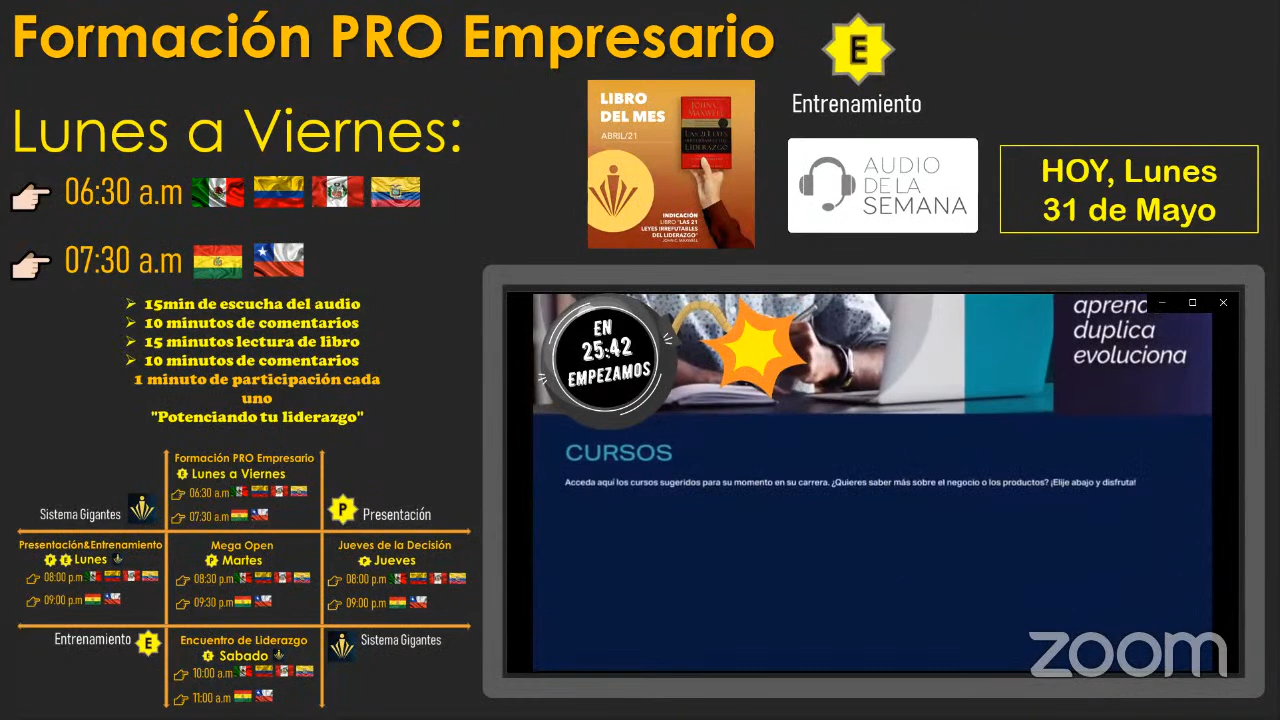 Formación PRO Empresario
E
Entrenamiento
Lunes a Viernes:
06:30 a.m
07:30 a.m
LIBRO
DEL MES
ABRIL/21
JOHN C.
MAXWELL
LAS 21 LEYES
IRREFUTABLES
DEL LIDERAZGO
INDICACIÓN
LIBRO "LAS 21
LEYES IRREFUTABLES
DEL LIDERAZGO"
JOHN C. MAXWELL
AUDIO
DE LA
SEMANA
HOY, Lunes
31 de Mayo
15min de escucha del audio
10 minutos de comentarios
15 minutos lectura de libro
10 minutos de comentarios
1 minuto de participación cada
uno
"Potenciando tu liderazgo"
EN
25:42
EMPEZAMOS
aprend
duplica
evoluciona
CURSOS
Acceda aquí los cursos sugeridos para su momento en su carrera. ¿Quieres saber más sobre el negocio o los productos? ¡Elije abajo y disfruta!
zoom
Formación PRO Empresario
E Lunes a Viernes
06:30 a.m
07:30 a.m
Sistema Gigantes
P Presentación
Presentación&Entrenamiento
P E Lunes
08:00 p.m
09:00 p.m
Mega Open
P Martes
08:30 p.m
09:30 p.m
Jueves de la Decisión
P Jueves
08:00 p.m
09:00 p.m
Entrenamiento E
Encuentro de Liderazgo
E Sabado
10:00 a.m
11:00 a.m
Sistema Gigantes